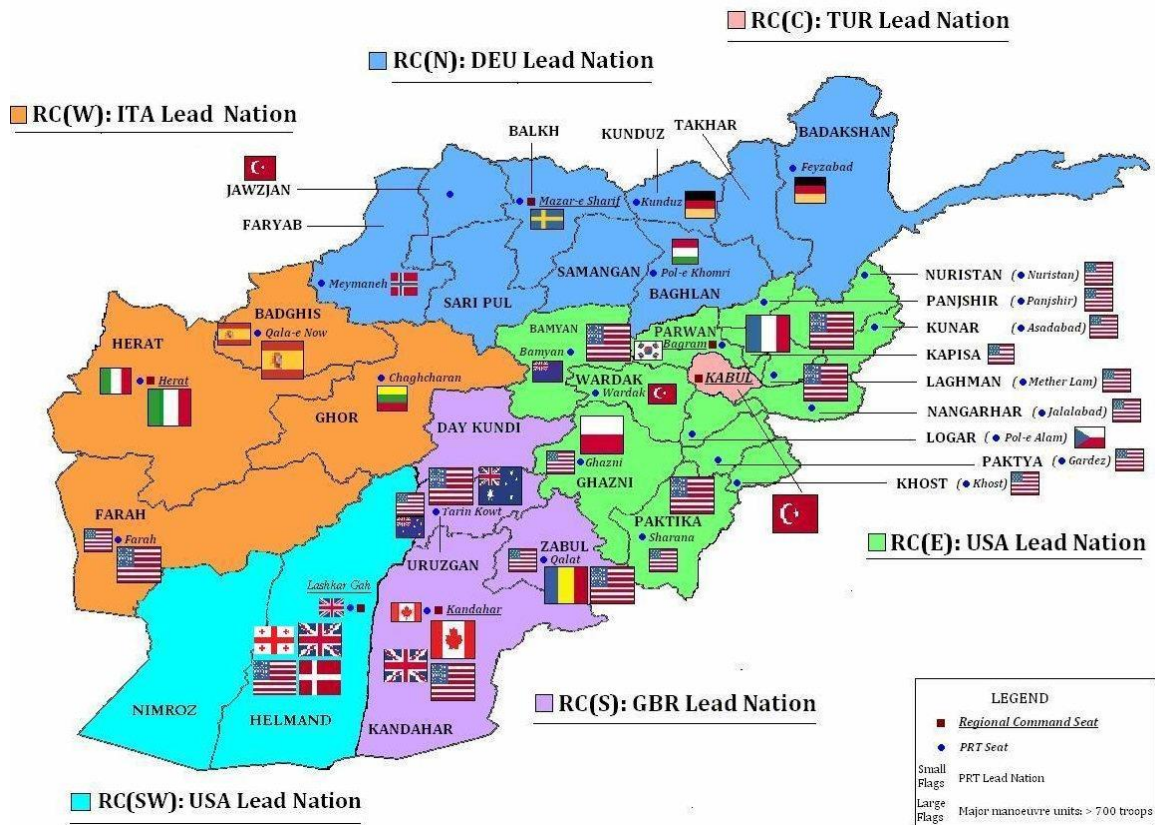 RC(C): TUR Lead Nation
RC(N): DEU Lead Nation
RC(W): ITA Lead Nation
BALKH
KUNDUZ
TAKHAR
BADAKSHAN
JAWZJAN
FARYAB
Mazar-e Sharif
Kunduz
Feyzabad
Meymaneh
SARI PUL
SAMANGAN
Pol-e Khomri
BAGHLAN
NURISTAN (Nuristan)
PANJSHIR (Panjshir)
KUNAR (Asadabad)
KAPISA
LAGHMAN (Mether Lam)
NANGARHAR (Jalalabad)
LOGAR (Pol-e Alam)
PAKTYA (Gardez)
KHOST (Khost)
BADGHIS
Qala-e Now
HERAT
Herat
Chaghcharan
GHOR
BAMYAN
Bamyan
PARWAN
Bagram
WARDAK
Wardak
KABUL
DAY KUNDI
Ghazni
GHAZNI
FARAH
Farah
Tarin Kowt
URUZGAN
ZABUL
Qalat
PAKTIKA
Sharana
RC(E): USA Lead Nation
Lashkar Gah
Kandahar
NIMROZ
HELMAND
KANDAHAR
RC(S): GBR Lead Nation
RC(SW): USA Lead Nation
LEGEND
Regional Command Seat
PRT Seat
Small
Flags
PRT Lead Nation
Large
Flags
Major manoeuvre units: > 700 troops